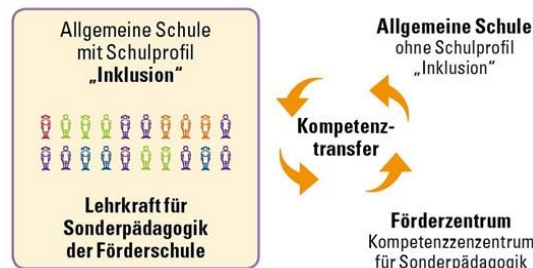 Allgemeine Schule
mit Schulprofil
„Inklusion“
Lehrkraft für
Sonderpädagogik
der Förderschule
Kompetenz-
transfer
Allgemeine Schule
ohne Schulprofil
„Inklusion“
Förderzentrum
Kompetenzzenzentrum
für Sonderpädagogik